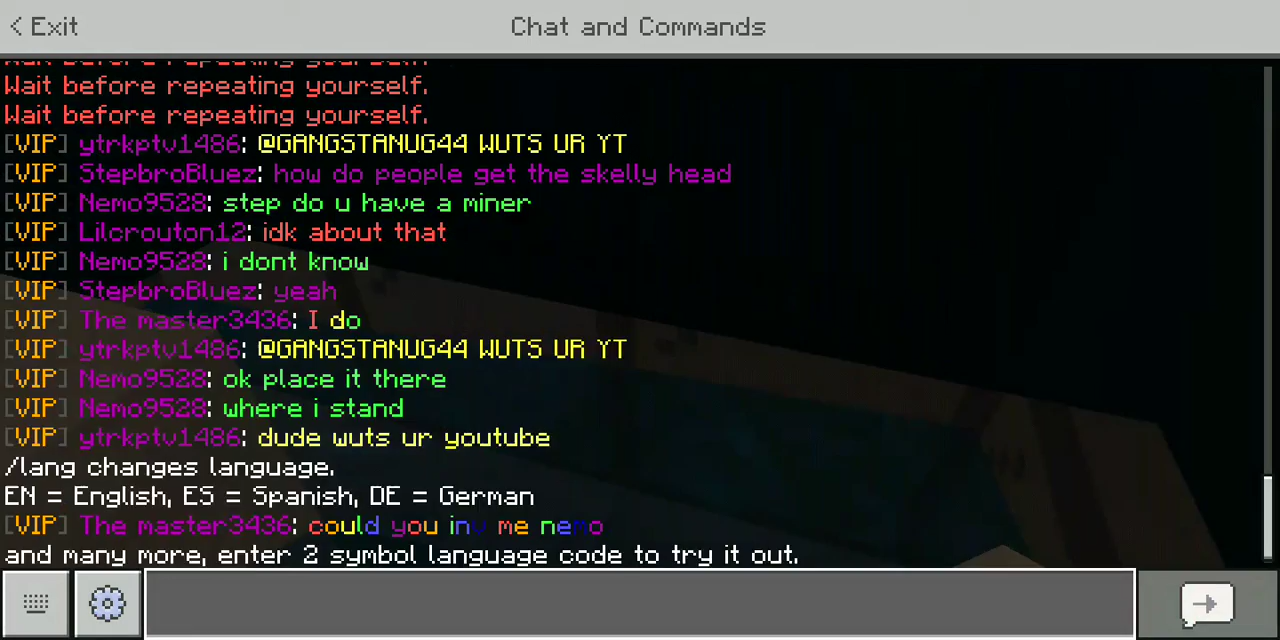 < Exit
Chat and Commands
Wait before repeating yourself.
Wait before repeating yourself.
Wait before repeating yourself.
[VIP] ytrkptv1486: @GANGSTANUG44 WUTS UR YT
[VIP] StepbroBluez: how do people get the skelly head
[VIP] Nemo9528: step do u have a miner
[VIP] Lilcrouton12: idk about that
[VIP] Nemo9528: i dont know
[VIP] StepbroBluez: yeah
[VIP] The master3436: I do
[VIP] ytrkptv1486: @GANGSTANUG44 WUTS UR YT
[VIP] Nemo9528: ok place it there
[VIP] Nemo9528: where i stand
[VIP] ytrkptv1486: dude wuts ur youtube
/lang changes language.
EN = English, ES = Spanish, DE = German
[VIP] The master3436: could you inv me nemo
and many more, enter 2 symbol language code to try it out.